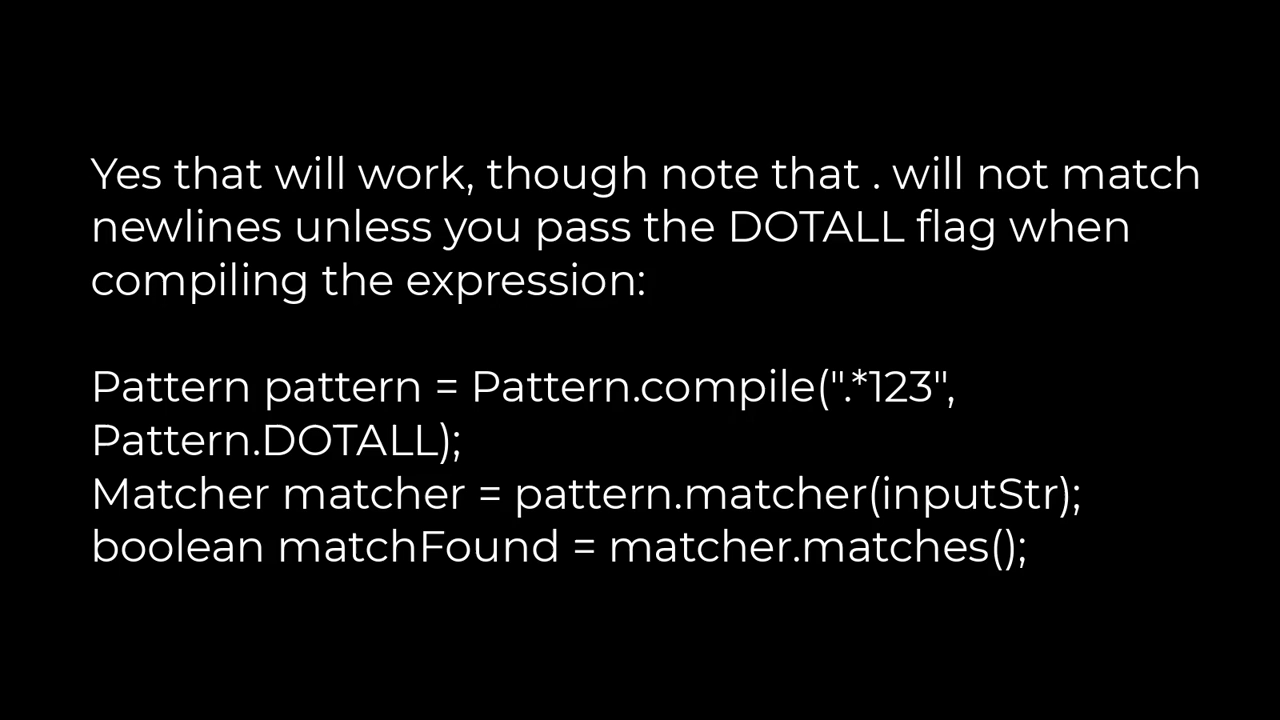 Yes that will work, though note that . will not match
newlines unless you pass the DOTALL flag when
compiling the expression:
Pattern pattern = Pattern.compile(".*123",
Pattern.DOTALL);
Matcher matcher = pattern.matcher(inputStr);
boolean matchFound = matcher.matches();